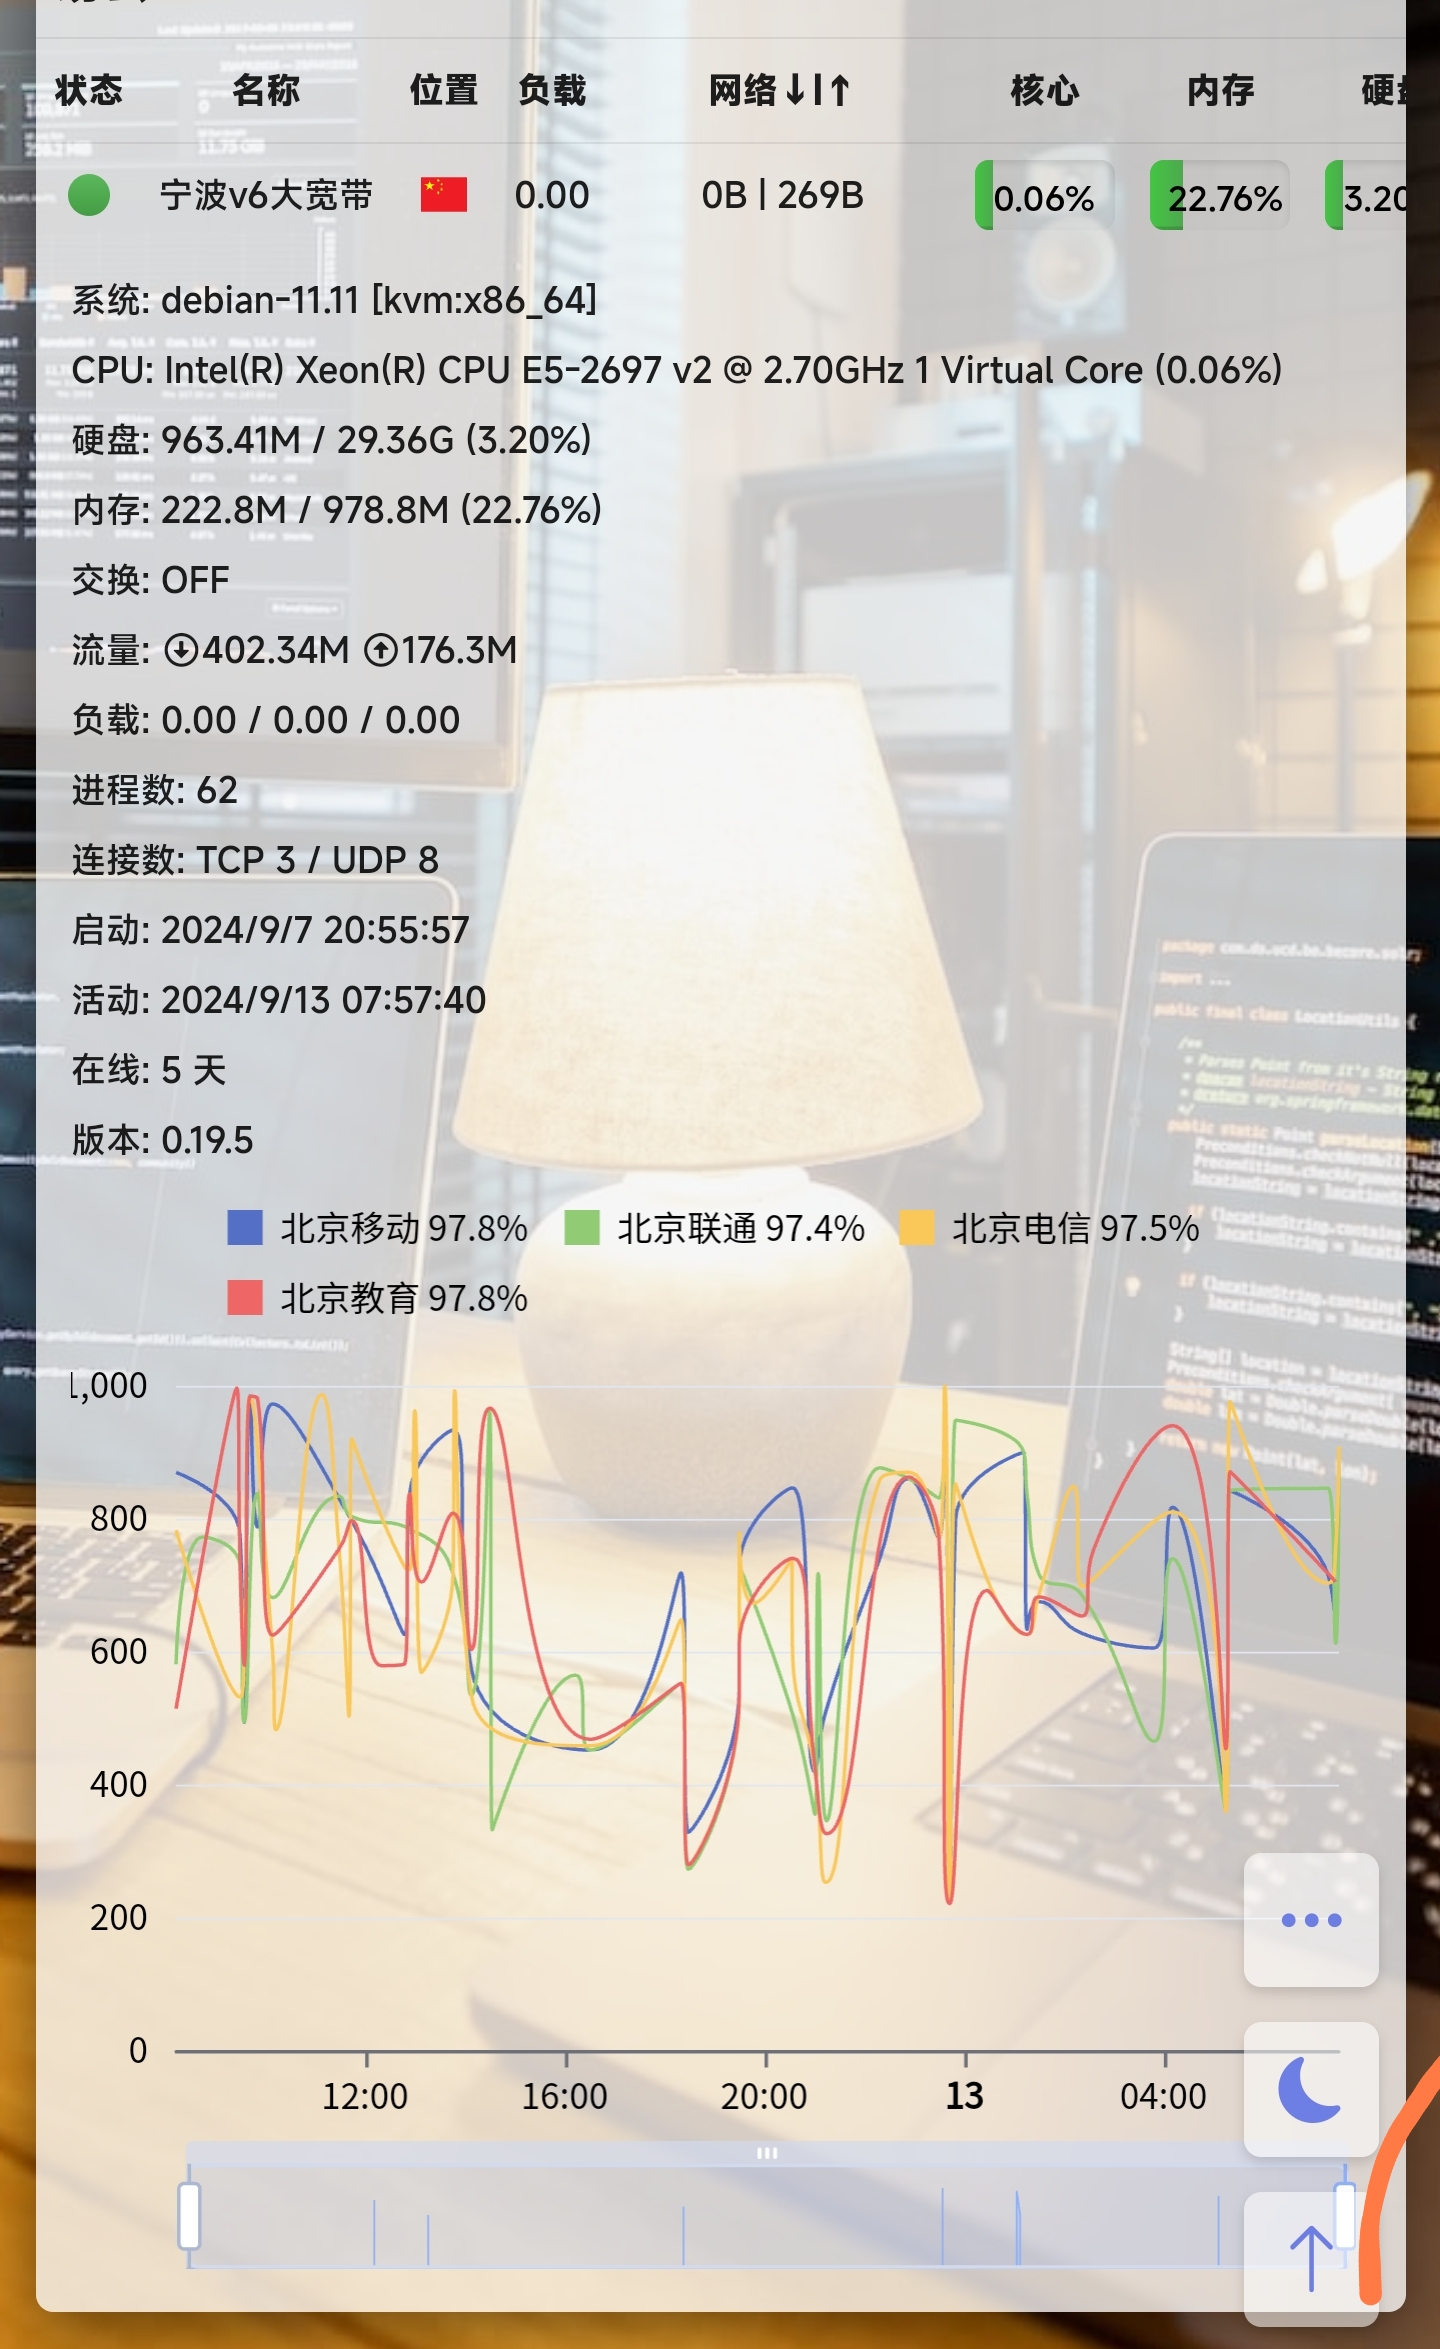 状态 名称 位置 负载 网络↓|↑ 核心 内存
宁波v6大宽带 0.00 0B | 269B 0.06% 22.76% 3.20
系统: debian-11.11 [kvm:x86_64]
CPU: Intel(R) Xeon(R) CPU E5-2697 v2 @ 2.70GHz 1 Virtual Core (0.06%)
硬盘: 963.41M / 29.36G (3.20%)
内存: 222.8M / 978.8M (22.76%)
交换: OFF
流量: 402.34M 176.3M
负载: 0.00 / 0.00 / 0.00
进程数: 62
连接数: TCP 3 / UDP 8
启动: 2024/9/7 20:55:57
活动: 2024/9/13 07:57:40
在线: 5 天
版本: 0.19.5
北京移动 97.8% 北京联通 97.4% 北京电信 97.5%
北京教育 97.8%
1,000
800
600
400
200
0
12:00 16:00 20:00 13 04:00